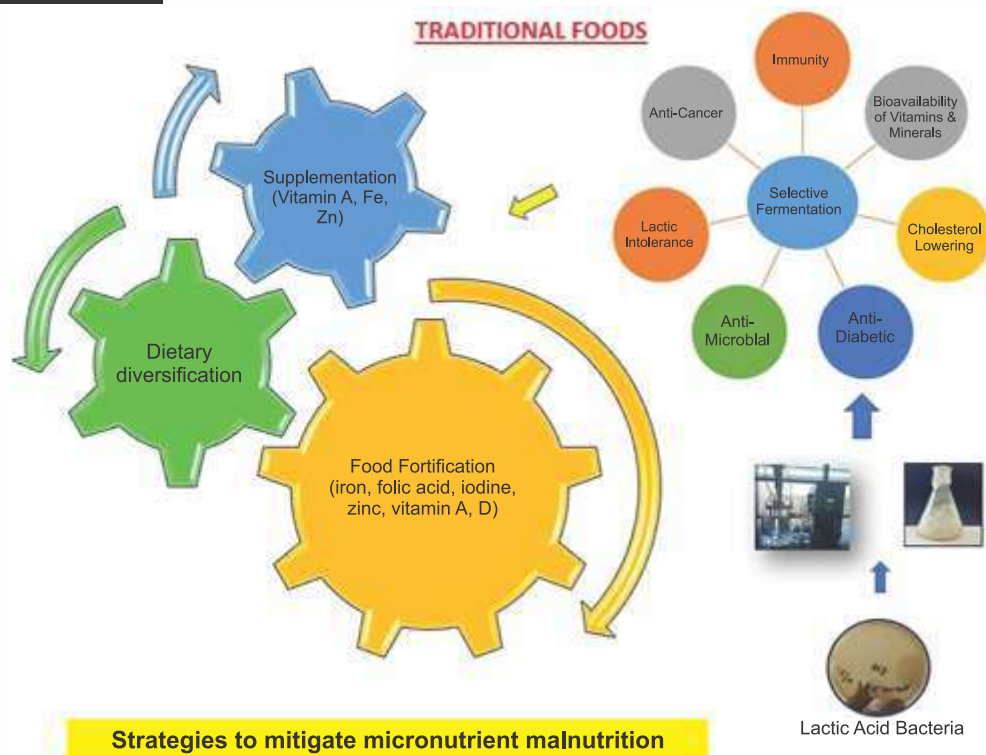 TRADITIONAL FOODS
Supplementation
(Vitamin A, Fe,
Zn)
Dietary
diversification
Food Fortification
(iron, folic acid, iodine,
zinc, vitamin A, D)
Immunity
Anti-Cancer
Bioavailability
of Vitamins &
Minerals
Selective
Fermentation
Lactic
Intolerance
Cholesterol
Lowering
Anti-
Microblal
Anti-
Diabetic
Lactic Acid Bacteria
Strategies to mitigate micronutrient malnutrition